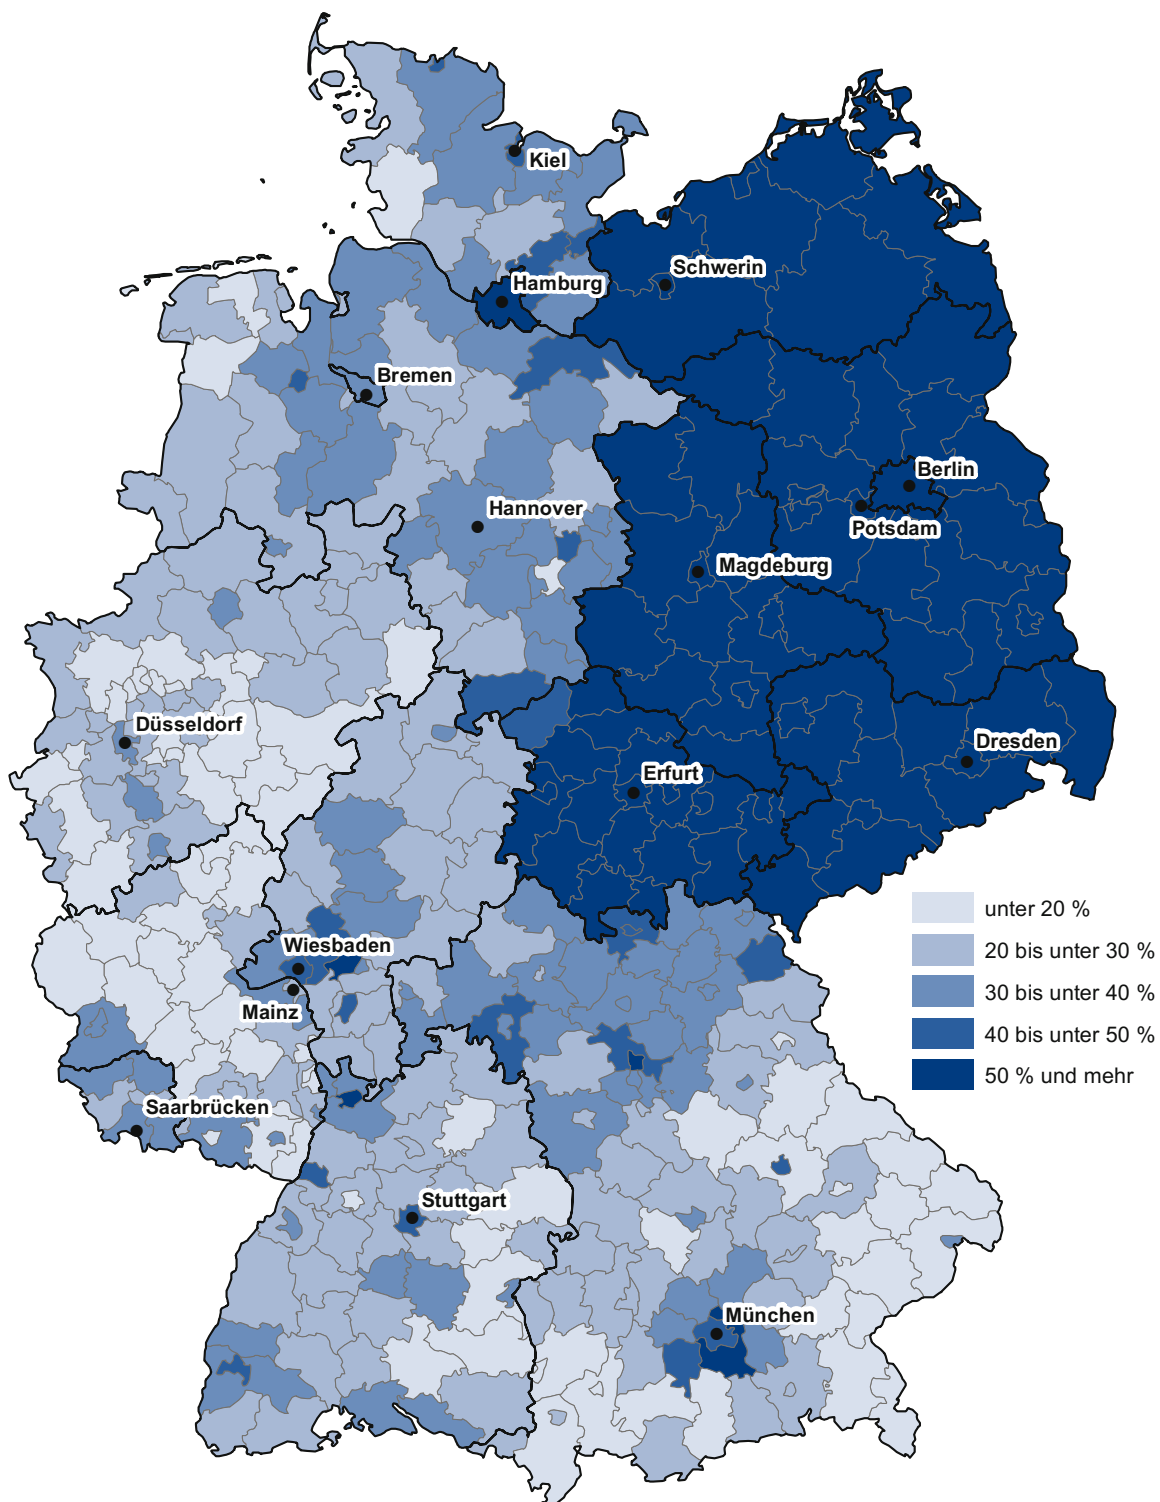 Kiel
Schwerin
Hamburg
Bremen
Berlin
Hannover
Potsdam
Magdeburg
Düsseldorf
Dresden
Erfurt
unter 20 %
Wiesbaden
20 bis unter 30 %
30 bis unter 40 %
Mainz
40 bis unter 50 %
50 % und mehr
Saarbrücken
Stuttgart
München